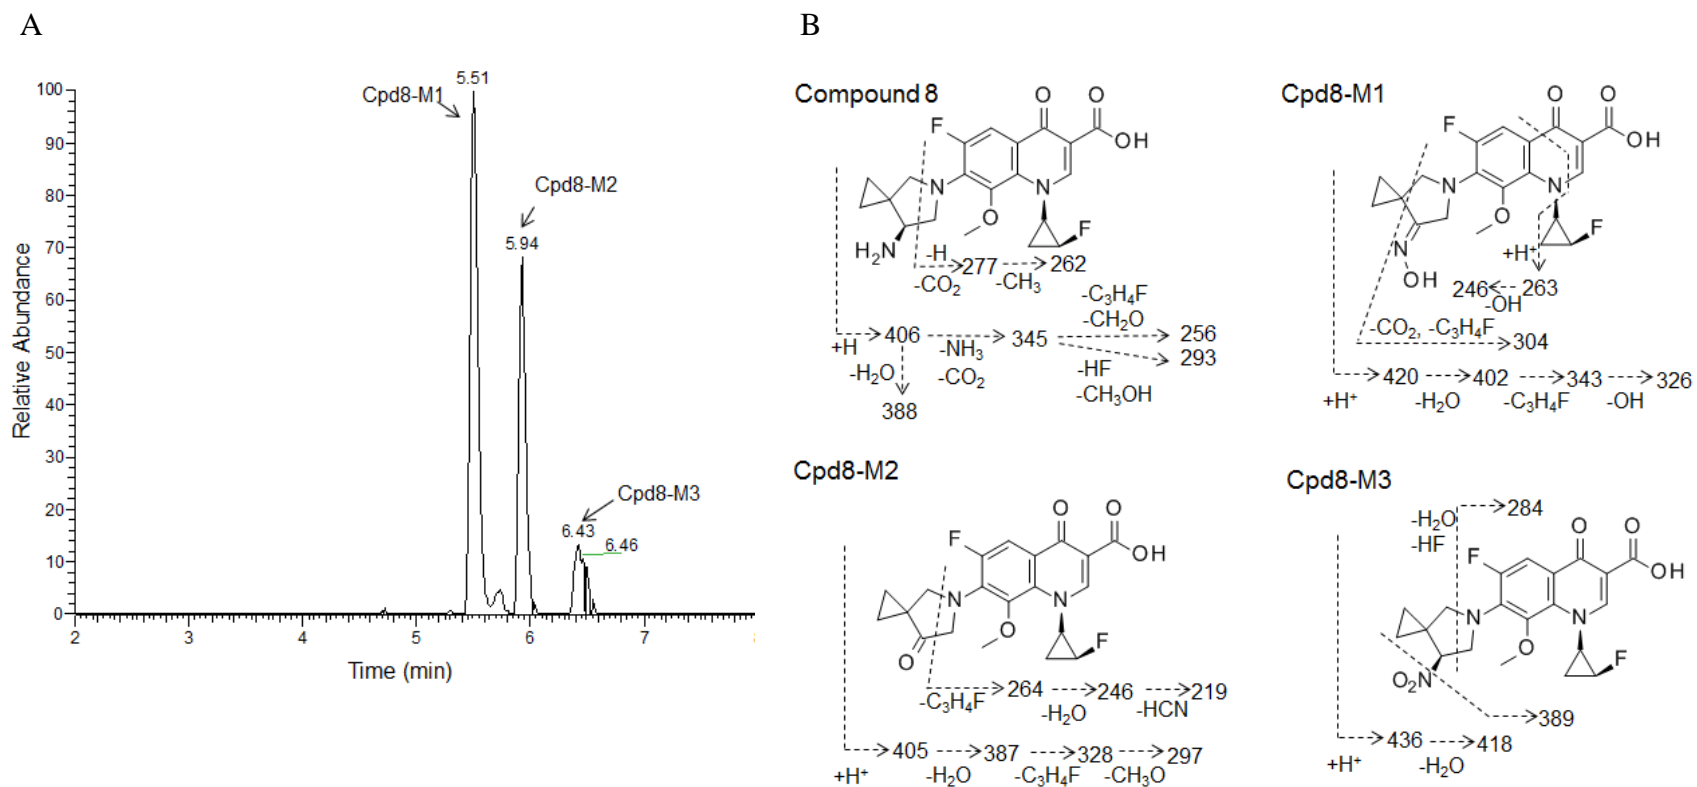 A
B
5.51
Cpd8-M1
Cpd8-M2
5.94
Cpd8-M3
6.43
6.46
100
90
80
70
60
50
40
30
20
10
0
Relative Abundance
2
3
4
5
6
7
Time (min)
Compound 8
O
O
F
OH
N
N
O
F
H₂N
-H
277
262
-CO₂
-CH₃
-C₃H₄F
-CH₂O
406
345
256
+H
-NH₃
293
-H₂O
-CO₂
-HF
-CH₃OH
388
Cpd8-M1
O
O
F
OH
N
N
O
F
N
OH
+H⁺
246
263
-OH
-CO₂, -C₃H₄F
304
420
402
343
326
+H⁺
-H₂O
-C₃H₄F
-OH
Cpd8-M2
O
O
F
OH
N
N
O
F
O
264
246
219
-C₃H₄F
-H₂O
-HCN
405
387
328
297
+H⁺
-H₂O
-C₃H₄F
-CH₃O
Cpd8-M3
284
-H₂O
-HF
O
O
F
OH
N
N
O
F
O₂N
389
436
418
+H⁺
-H₂O